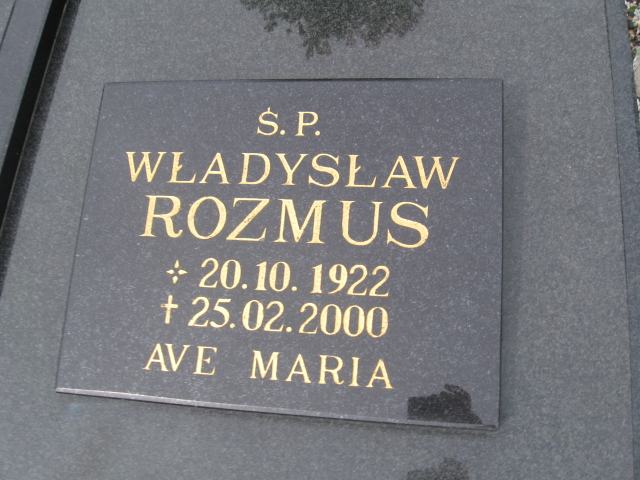 Ś.P.
WŁADYSŁAW
ROZMUS
✧ 20.10.1922
† 25.02.2000
AVE MARIA